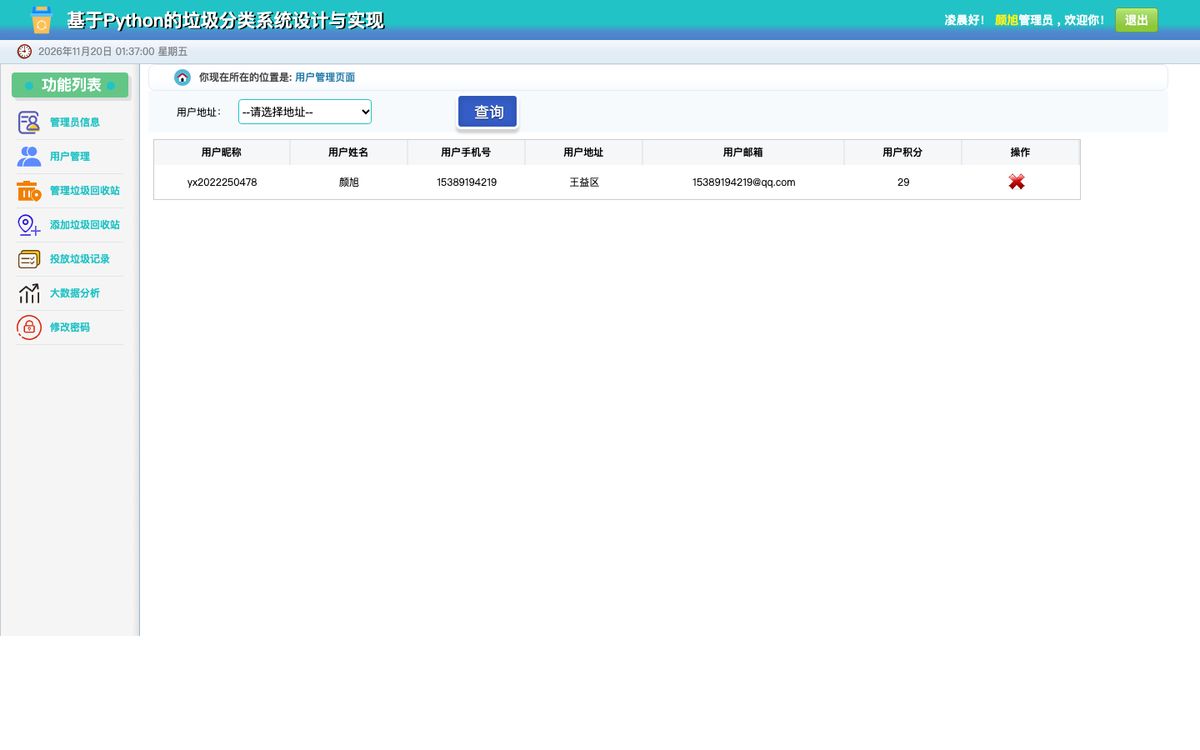 基于Python的垃圾分类系统设计与实现
凌晨好! 颜旭管理员,欢迎你! 退出
2026年11月20日 01:37:00 星期五
功能列表
管理员信息
用户管理
管理垃圾回收站
添加垃圾回收站
投放垃圾记录
大数据分析
修改密码
你现在所在的位置是: 用户管理页面
用户地址: --请选择地址-- 查询
用户昵称 用户姓名 用户手机号 用户地址 用户邮箱 用户积分 操作
yx2022250478 颜旭 15389194219 王益区 15389194219@qq.com 29